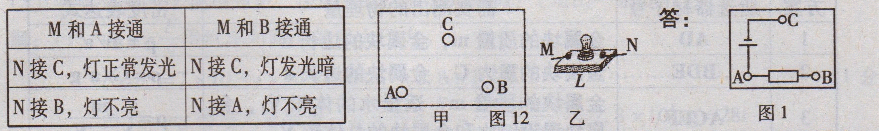 M和A接通 M和B接通
N接C,灯正常发光 N接C,灯发光暗
N接B,灯不亮 N接A,灯不亮
C
A
B
甲 图12 乙
M
N
L
答:
C
A
B
图1